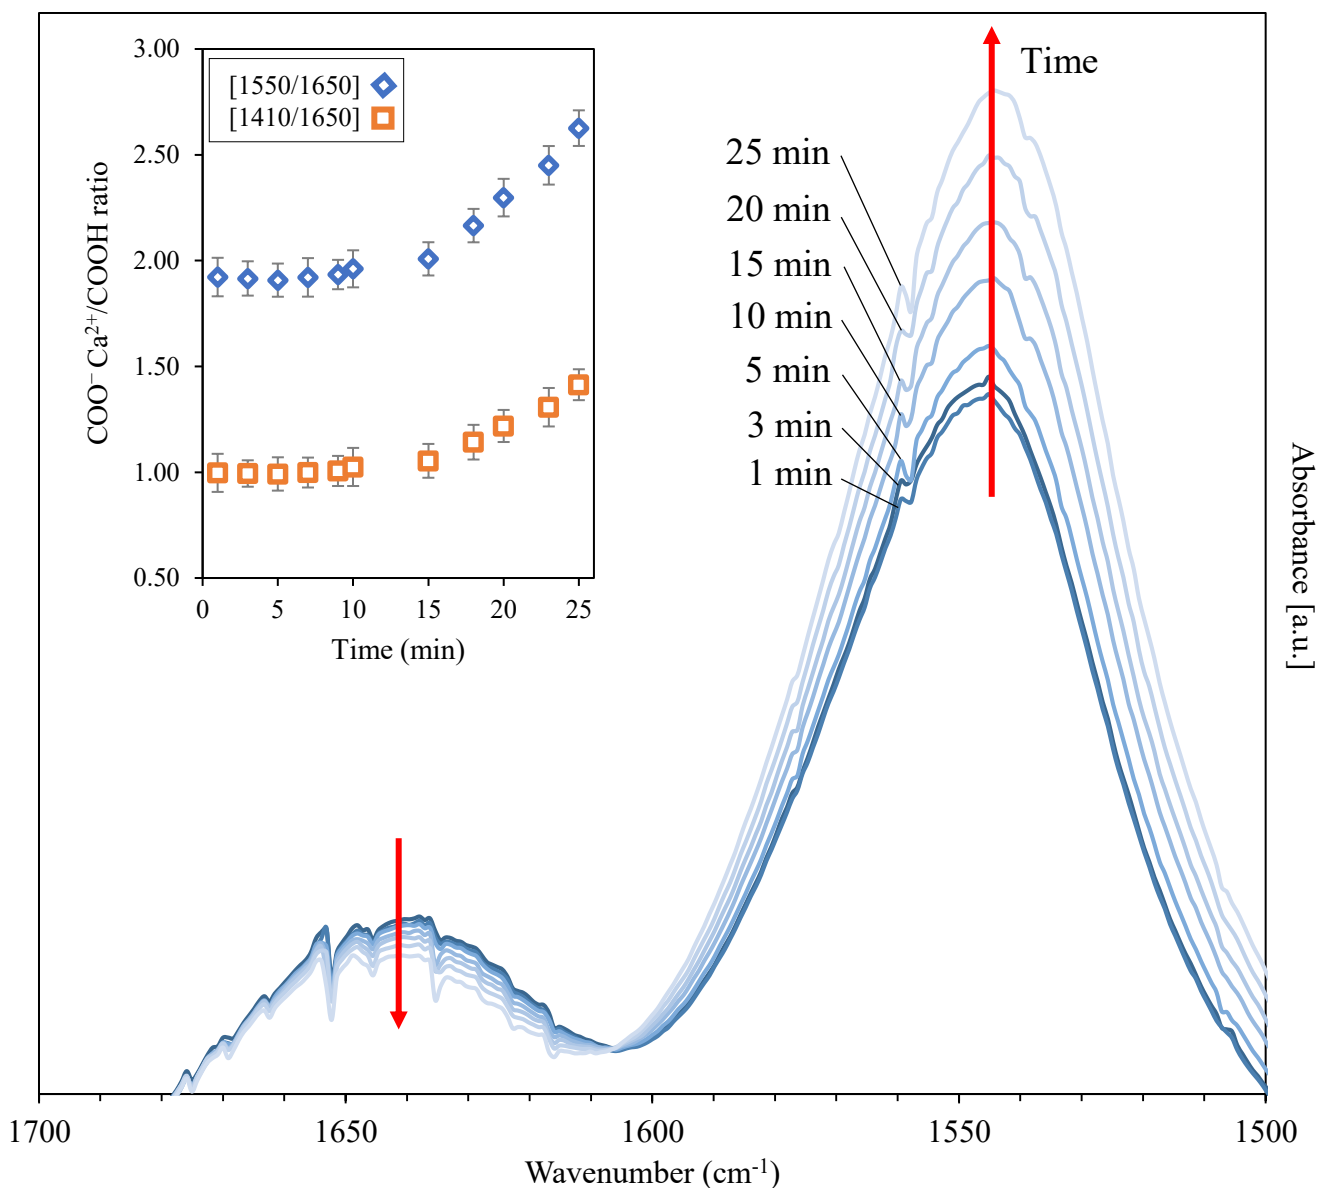 3.00
2.50
2.00
1.50
1.00
0.50
COO⁻ Ca²⁺/COOH ratio
[1550/1650]
[1410/1650]
0 5 10 15 20 25
Time (min)
Time
25 min
20 min
15 min
10 min
5 min
3 min
1 min
Absorbance [a.u.]
1700 1650 1600 1550 1500
Wavenumber (cm⁻¹)